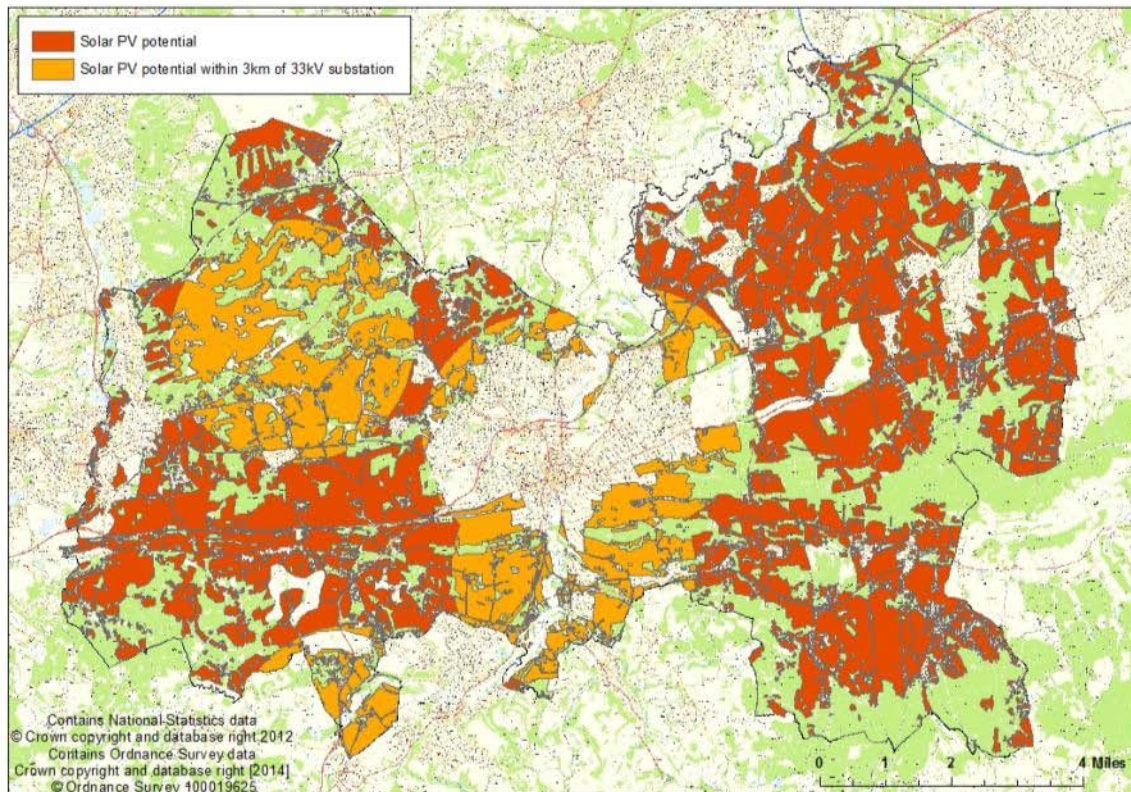 Solar PV potential
Solar PV potential within 3km of 33kV substation
Contains National Statistics data
© Crown copyright and database right 2012
Contains Ordnance Survey data
Crown copyright and database right [2014]
© Ordnance Survey 100019625
0 1 2 4 Miles